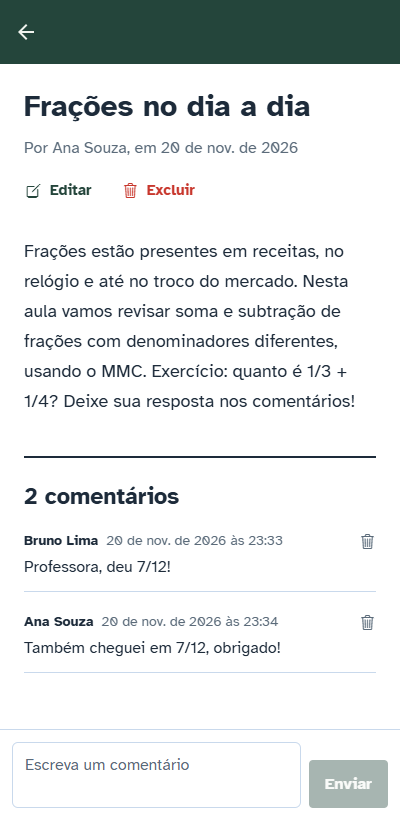 Frações no dia a dia
Por Ana Souza, em 20 de nov. de 2026
Editar
Excluir
Frações estão presentes em receitas, no
relógio e até no troco do mercado. Nesta
aula vamos revisar soma e subtração de
frações com denominadores diferentes,
usando o MMC. Exercício: quanto é 1/3 +
1/4? Deixe sua resposta nos comentários!
2 comentários
Bruno Lima 20 de nov. de 2026 às 23:33
Professora, deu 7/12!
Ana Souza 20 de nov. de 2026 às 23:34
Também cheguei em 7/12, obrigado!
Escreva um comentário
Enviar